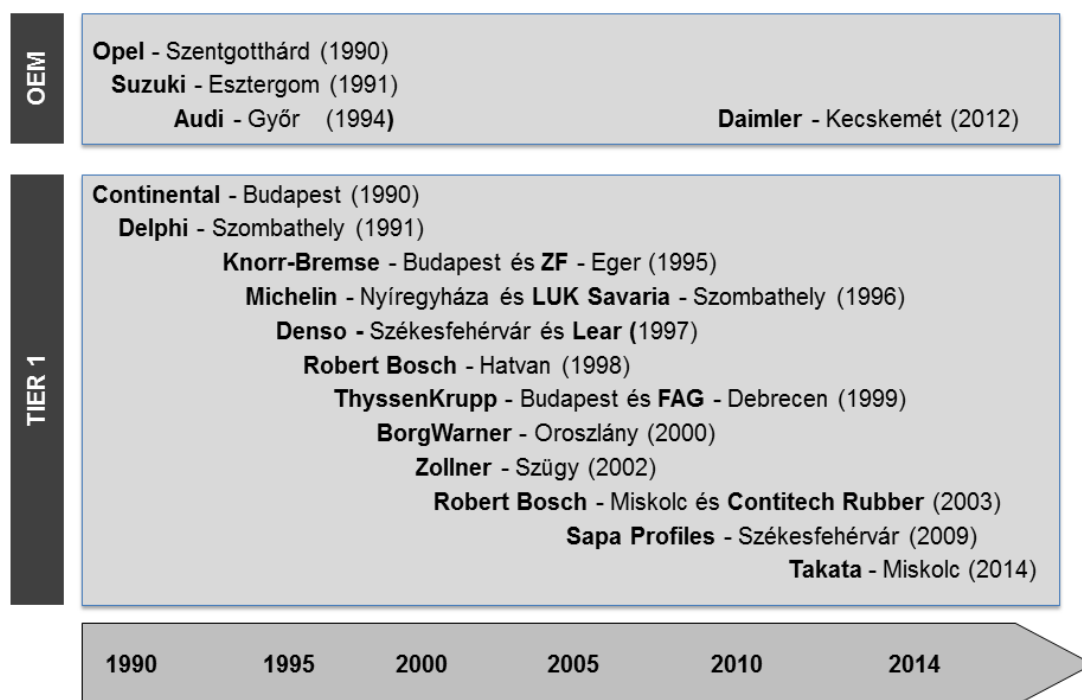 OEM
Opel - Szentgotthárd (1990)
Suzuki - Esztergom (1991)
Audi - Győr (1994)
Daimler - Kecskemét (2012)
TIER 1
Continental - Budapest (1990)
Delphi - Szombathely (1991)
Knorr-Bremse - Budapest és ZF - Eger (1995)
Michelin - Nyíregyháza és LUK Savaria - Szombathely (1996)
Denso - Székesfehérvár és Lear (1997)
Robert Bosch - Hatvan (1998)
ThyssenKrupp - Budapest és FAG - Debrecen (1999)
BorgWarner - Oroszlány (2000)
Zollner - Szügy (2002)
Robert Bosch - Miskolc és Contitech Rubber (2003)
Sapa Profiles - Székesfehérvár (2009)
Takata - Miskolc (2014)
1990 1995 2000 2005 2010 2014